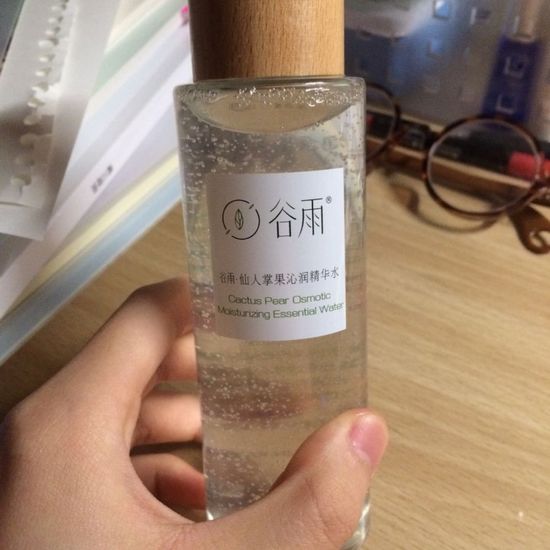 谷雨®
谷雨·仙人掌果沁润精华水
Cactus Pear Osmotic
Moisturizing Essential Water